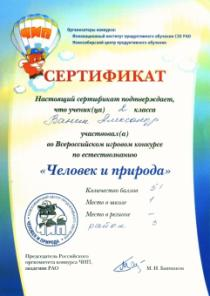 Организаторы конкурса:
Инновационный институт продуктивного обучения СЗО РАО
Новосибирский центр продуктивного обучения
ЧИП
СЕРТИФИКАТ
Настоящий сертификат подтверждает,
что ученик(ца) 2 класса
Александр
участвовал(а)
во Всероссийском игровом конкурсе
по естествознанию
«Человек и природа»
Количество баллов 51
Место в школе 1
Место в регионе –
район 3
Председатель Российского
оргкомитета конкурса ЧИП,
академик РАО
М. И. Башмаков